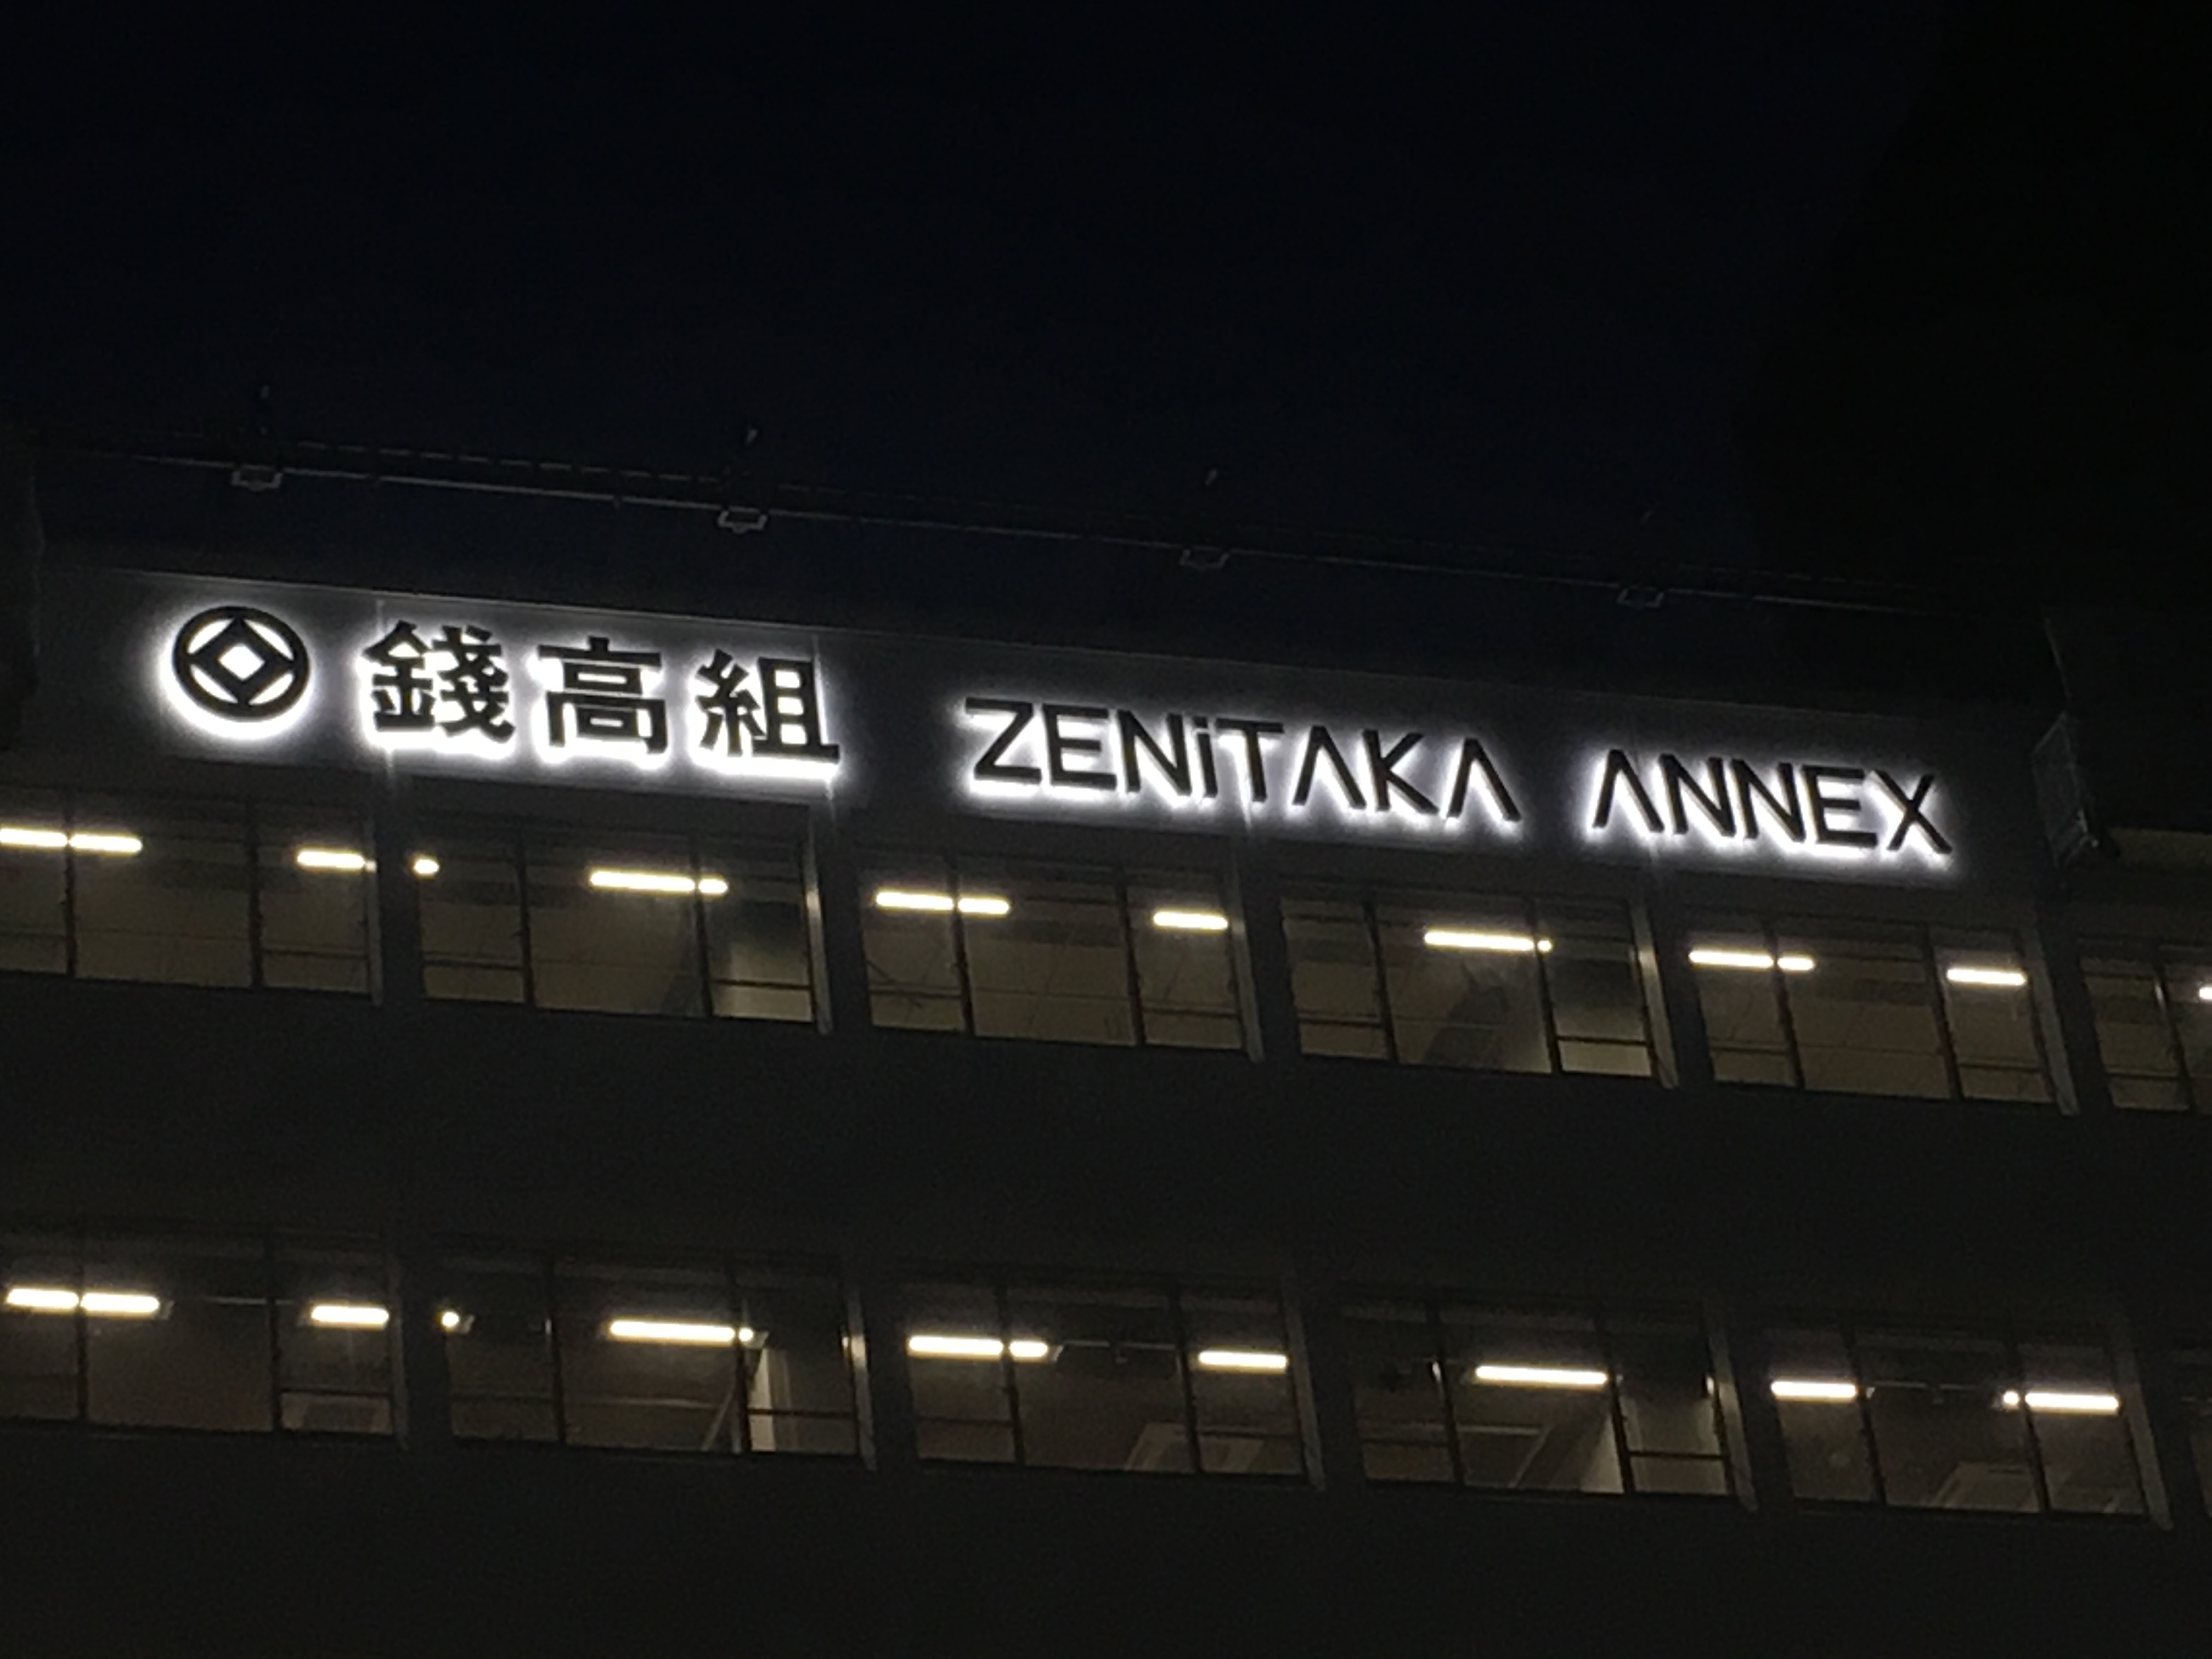 錢高組 ZENiTAKA ANNEX